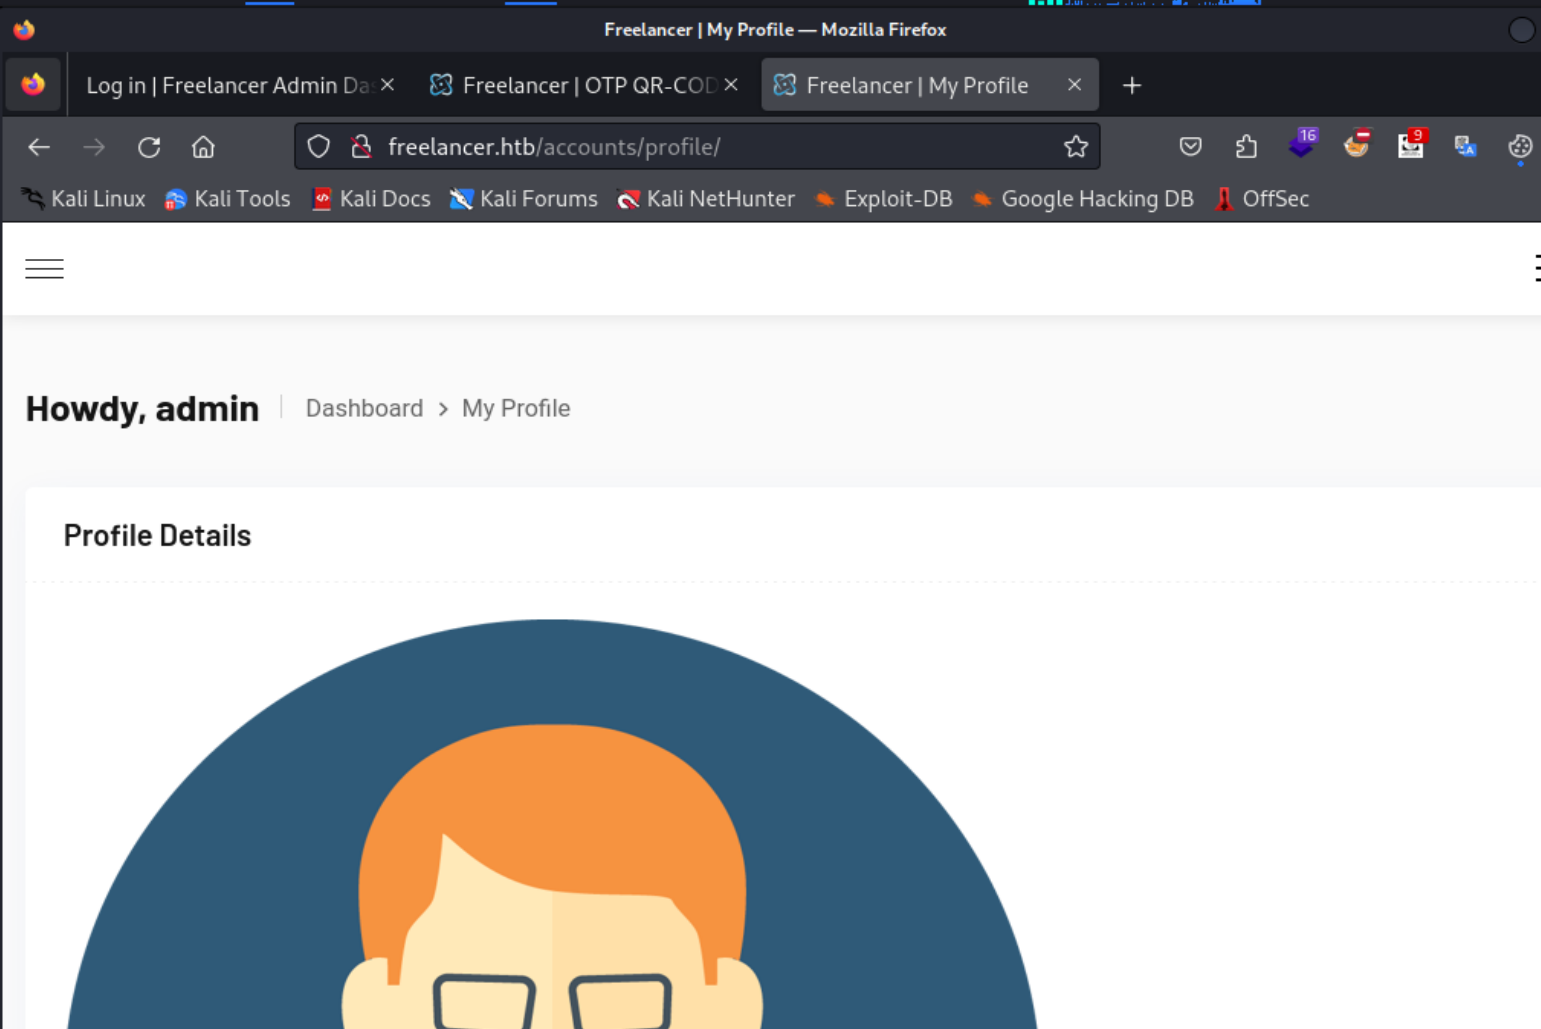 Freelancer | My Profile — Mozilla Firefox
Log in | Freelancer Admin Das
Freelancer | OTP QR-COD
Freelancer | My Profile
freelancer.htb/accounts/profile/
16
9
Kali Linux
Kali Tools
Kali Docs
Kali Forums
Kali NetHunter
Exploit-DB
Google Hacking DB
OffSec
Howdy, admin
Dashboard > My Profile
Profile Details